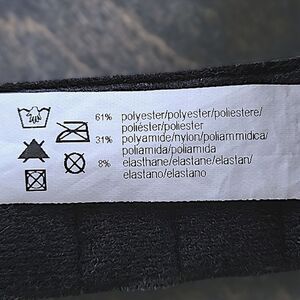 61% polyester/polyester/poliestere/
poliéster/poliester
31% polyamide/nylon/poliammidica/
poliamida/poliamida
8% elasthane/elastane/elastan/
elastano/elastano